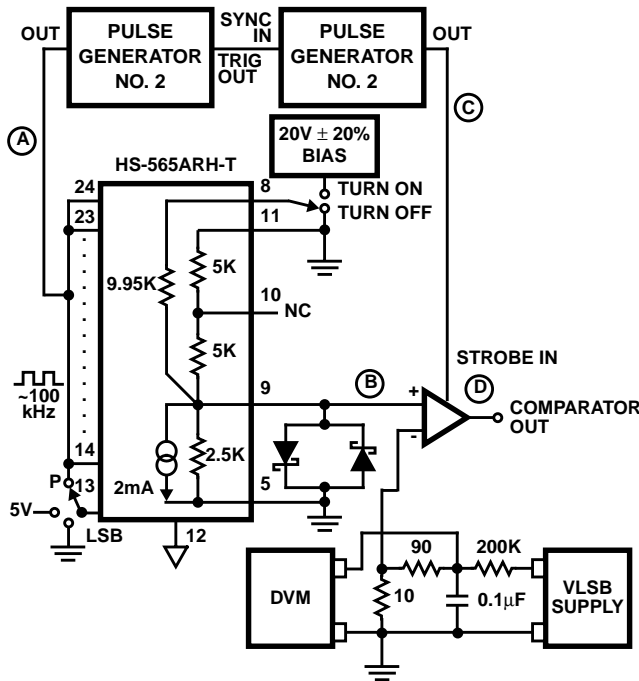 OUT
PULSE
GENERATOR
NO. 2
SYNC
IN
TRIG
OUT
PULSE
GENERATOR
NO. 2
OUT
A
C
20V ± 20%
BIAS
HS-565ARH-T
24
23
8
TURN ON
TURN OFF
11
9.95K
5K
10
NC
5K
~100
kHz
9
B
STROBE IN
+
-
D
COMPARATOR
OUT
14
2.5K
2mA
5
P
13
5V
LSB
12
DVM
90
200K
10
0.1µF
VLSB
SUPPLY